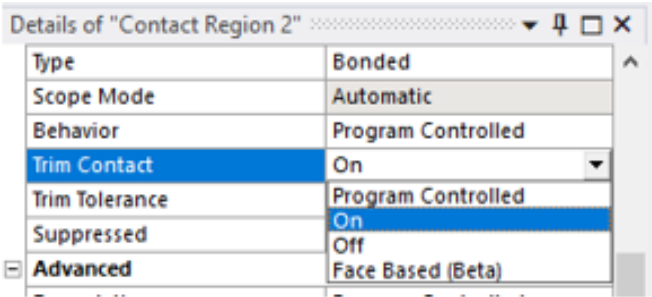 Details of "Contact Region 2"
Type Bonded
Scope Mode Automatic
Behavior Program Controlled
Trim Contact On
Trim Tolerance Program Controlled
On
Suppressed Off
Advanced Face Based (Beta)